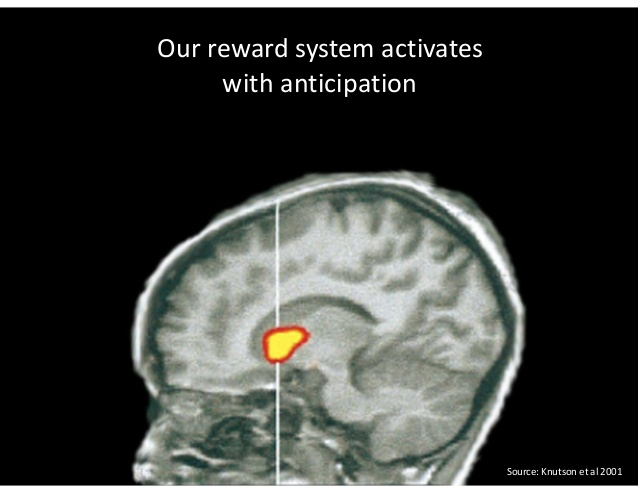 Our reward system activates
with anticipation
Source: Knutson et al 2001